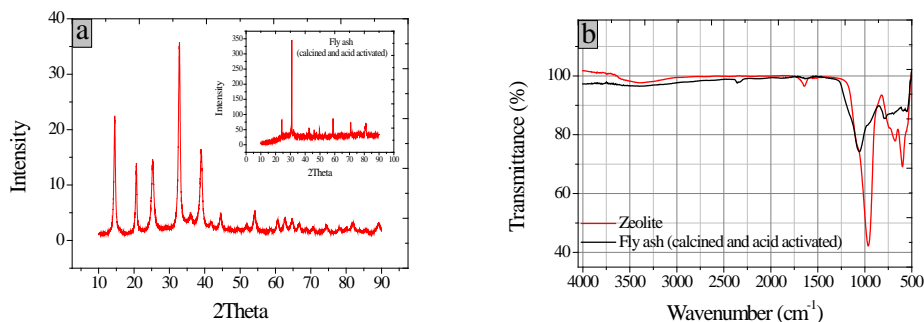 a
40
30
20
10
0
Intensity
10 20 30 40 50 60 70 80 90
2Theta
350
300
250
200
150
100
50
0
Intensity
Fly ash
(calcined and acid activated)
0 10 20 30 40 50 60 70 80 90 100
2Theta
b
100
80
60
40
Transmittance (%)
Zeolite
Fly ash (calcined and acid activated)
4000 3500 3000 2500 2000 1500 1000 500
Wavenumber (cm⁻¹)